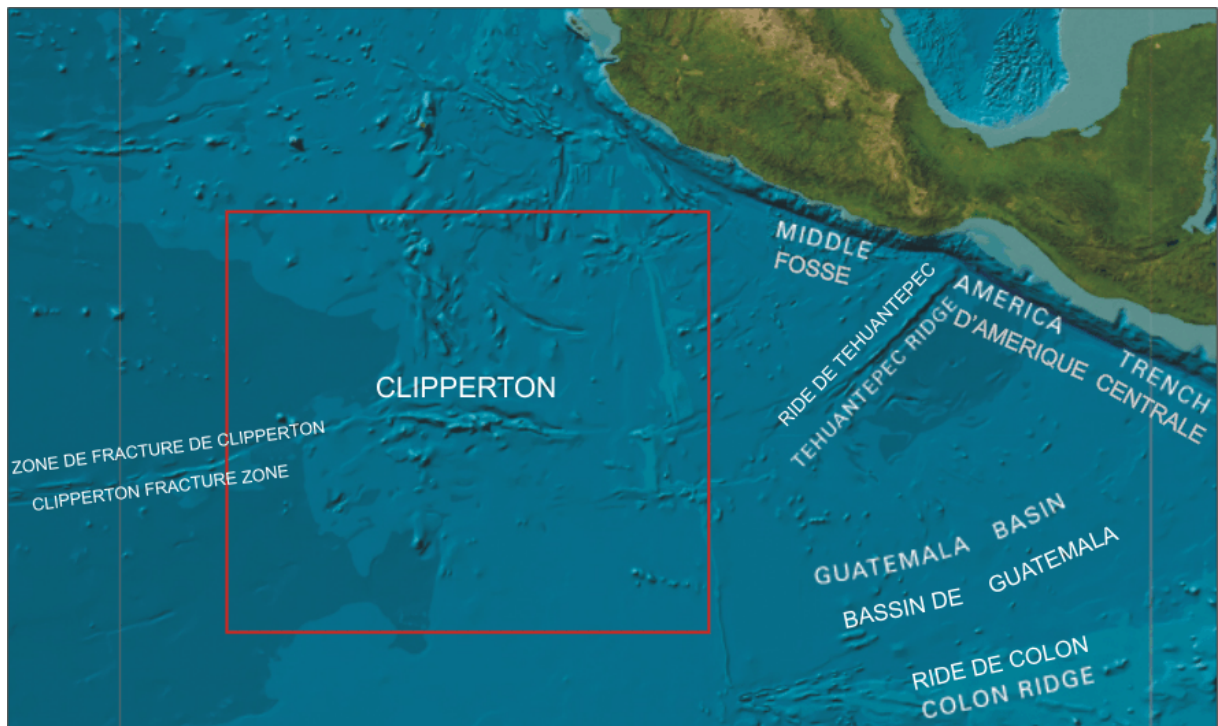 MIDDLE
FOSSE
AMERICA
D'AMERIQUE CENTRALE
TRENCH
RIDE DE TEHUANTEPEC
TEHUANTEPEC RIDGE
CLIPPERTON
ZONE DE FRACTURE DE CLIPPERTON
CLIPPERTON FRACTURE ZONE
GUATEMALA BASIN
BASSIN DE GUATEMALA
RIDE DE COLON
COLON RIDGE